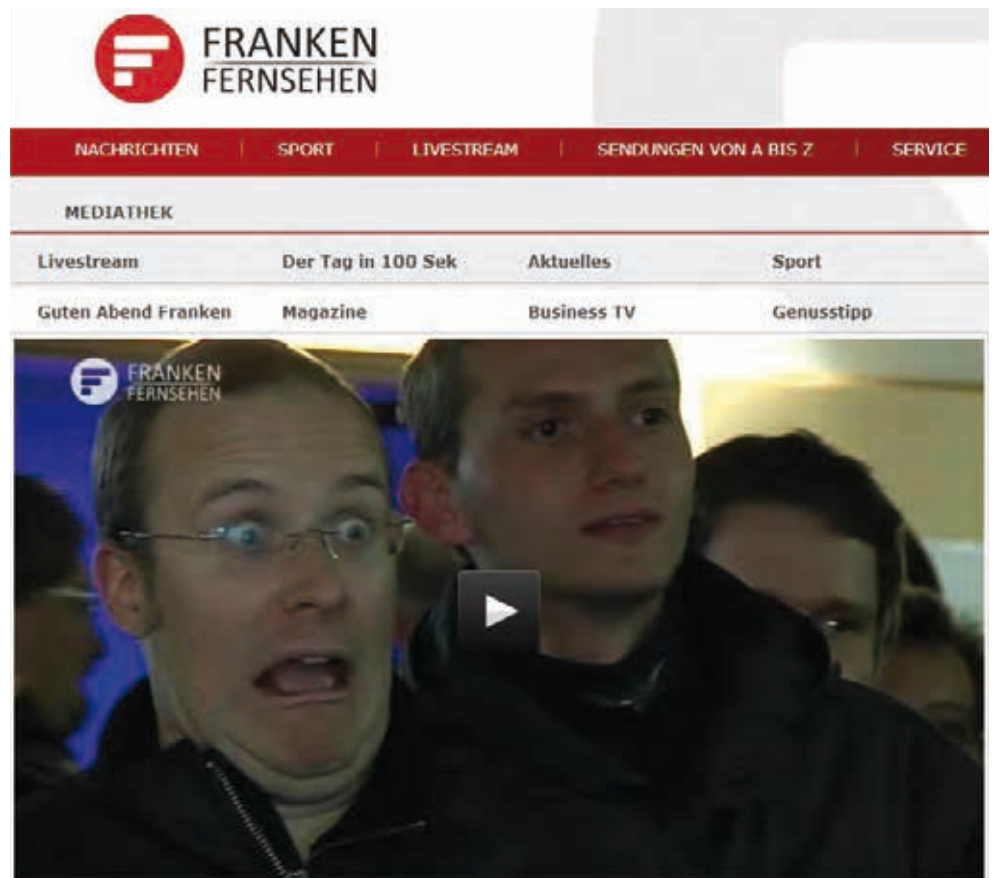 FRANKEN
FERNSEHEN
NACHRICHTEN | SPORT | LIVESTREAM | SENDUNGEN VON A BIS Z | SERVICE
MEDIATHEK
Livestream Der Tag in 100 Sek Aktuelles Sport
Guten Abend Franken Magazine Business TV Genusstipp
FRANKEN
FERNSEHEN